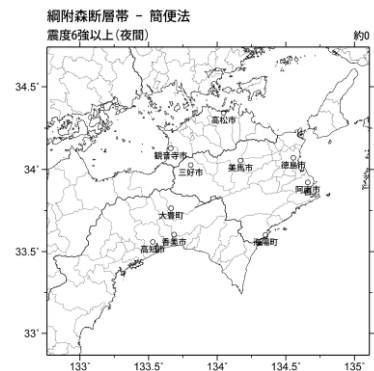 綱附森断層帯 − 簡便法
震度6強以上(夜間)
約0
34.5˚
高松市
観音寺市
三好市
美馬市
徳島市
34˚
阿南市
大豊町
高知市
香美市
海陽町
33.5˚
33˚
133˚
133.5˚
134˚
134.5˚
135˚